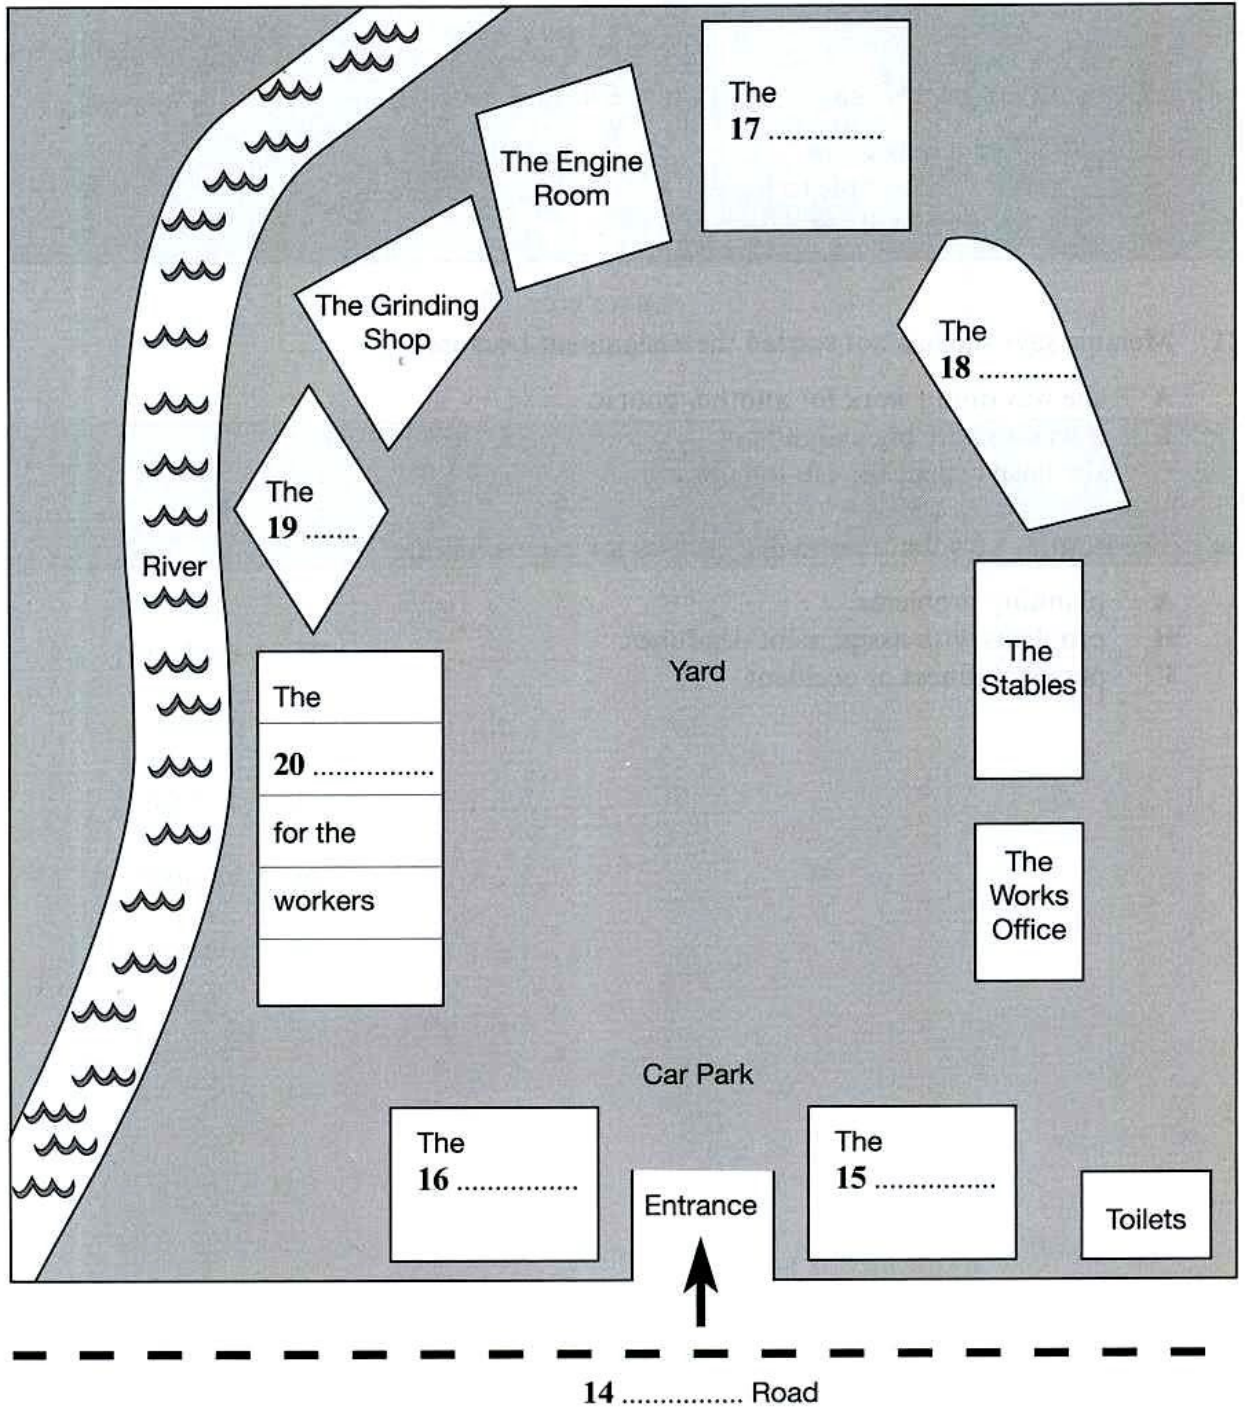 The
17 ................
The Engine
Room
The Grinding
Shop
The
18 ..............
The
19 .......
River
The
20 .................
for the
workers
Yard
The
Stables
The
Works
Office
Car Park
The
16 .................
Entrance
The
15 .................
Toilets
14 ................. Road